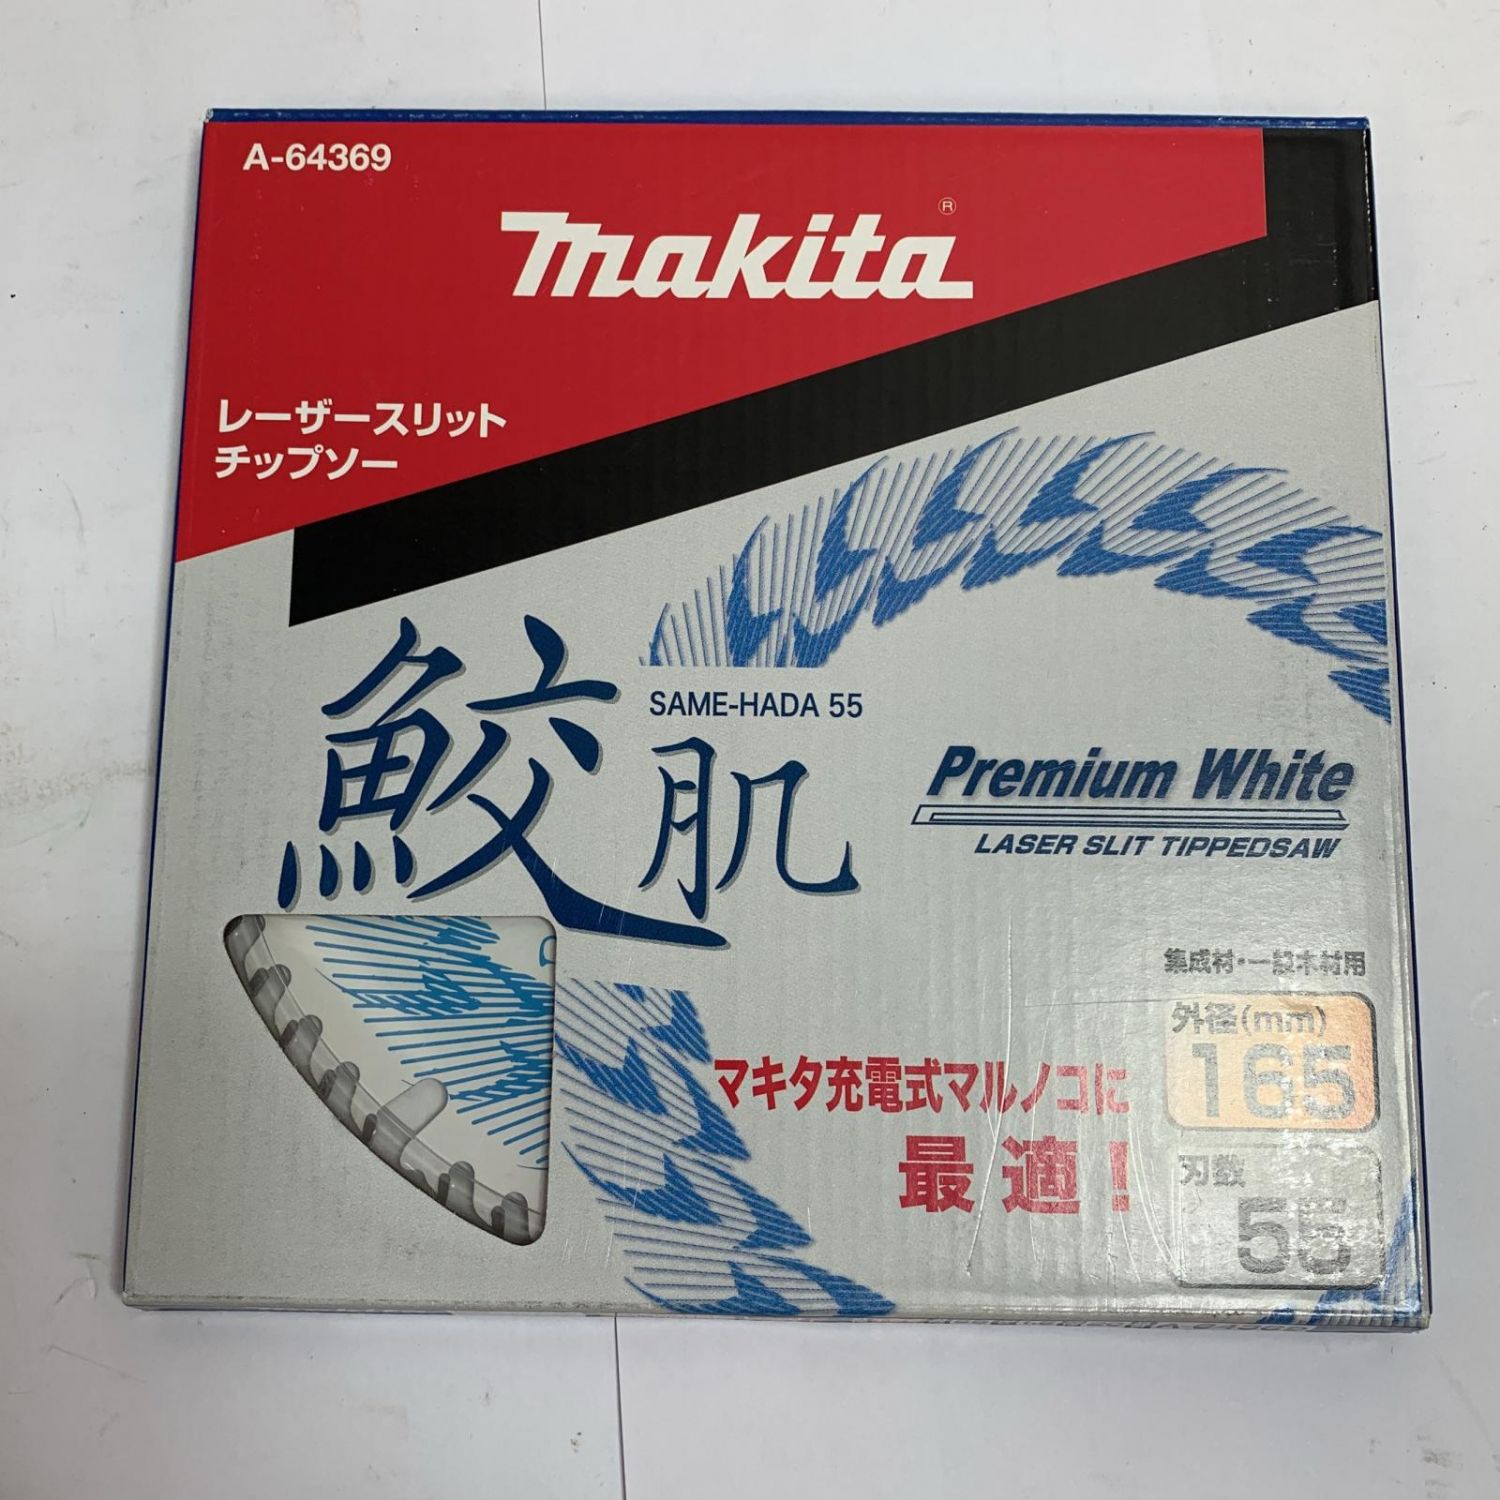 A-64369
makita®
レーザースリット
チップソー
鮫肌
SAME-HADA 55
Premium White
LASER SLIT TIPPEDSAW
集成材・一般木材用
外径(mm)
165
マキタ充電式マルノコに
最適!
刃数
55